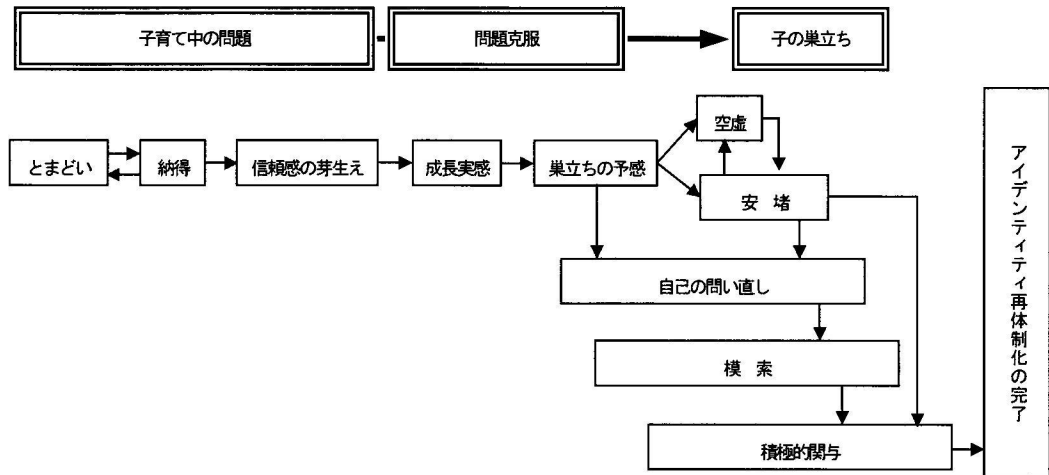 子育て中の問題
問題克服
子の巣立ち
とまどい
納得
信頼感の芽生え
成長実感
巣立ちの予感
空虚
安　堵
自己の問い直し
模　索
積極的関与
アイデンティティ再体制化の完了